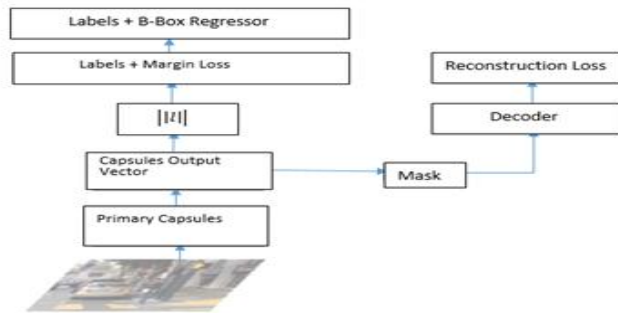 Labels + B-Box Regressor
Labels + Margin Loss
Reconstruction Loss
Decoder
Capsules Output
Vector
Mask
Primary Capsules